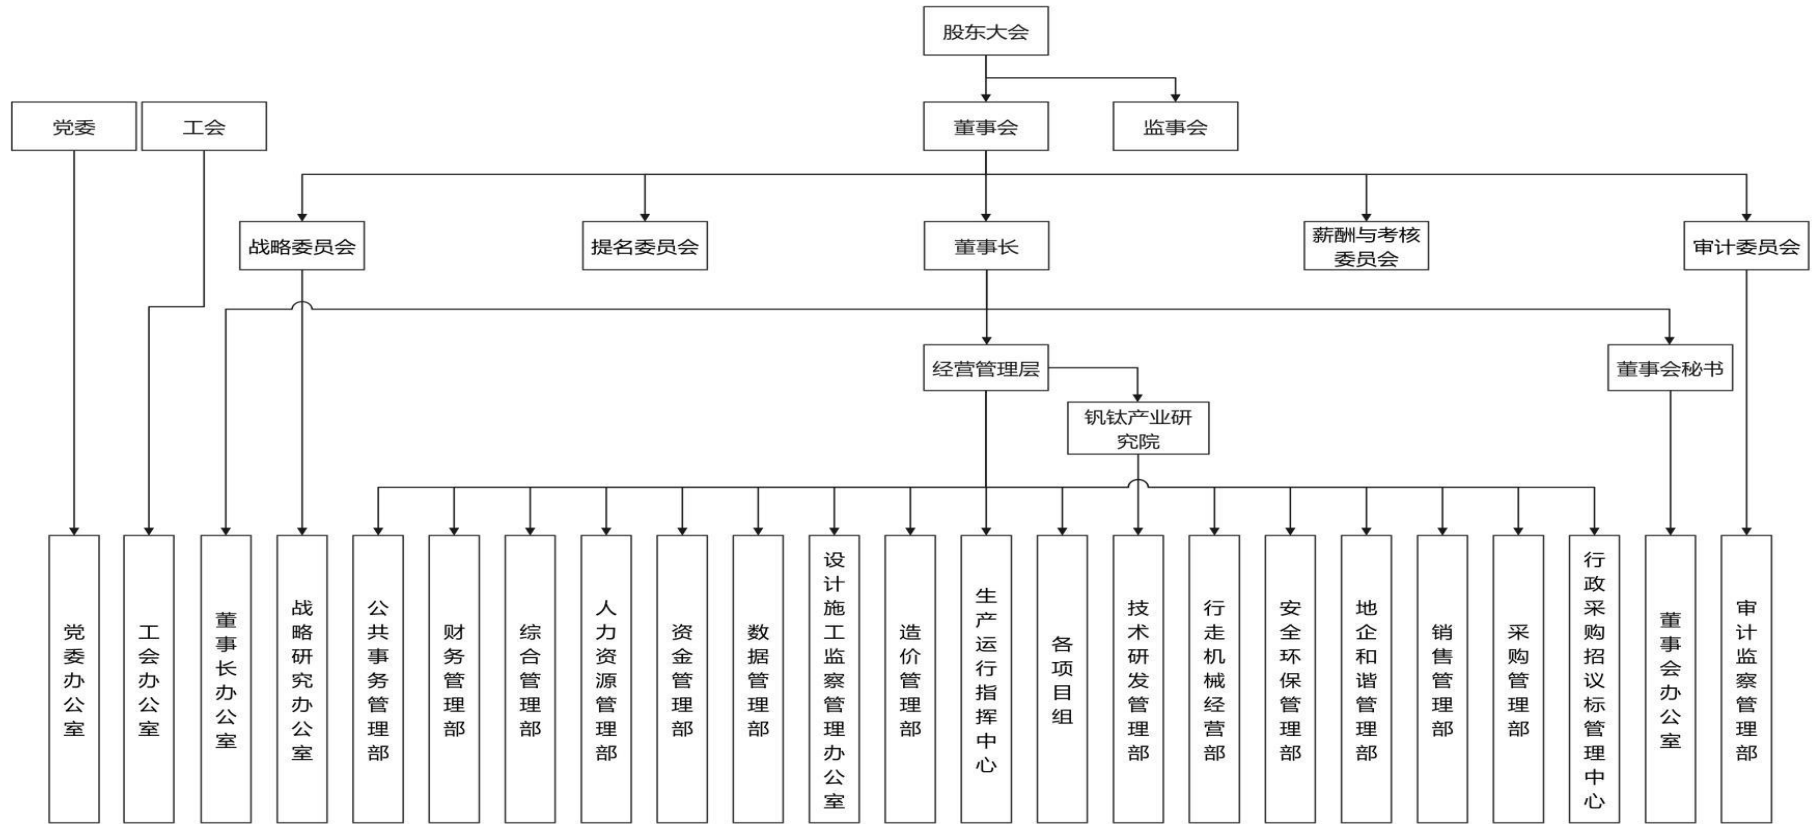 股东大会
党委
工会
董事会
监事会
战略委员会
提名委员会
董事长
薪酬与考核
委员会
审计委员会
经营管理层
董事会秘书
钒钛产业研
究院
党委办公室
工会办公室
董事长办公室
战略研究办公室
公共事务管理部
财务管理部
综合管理部
人力资源管理部
资金管理部
数据管理部
设计施工监察管理办公室
造价管理部
生产运行指挥中心
各项目组
技术研发管理部
行走机械经营部
安全环保管理部
地企和谐管理部
销售管理部
采购管理部
行政采购招议标管理中心
董事会办公室
审计监察管理部